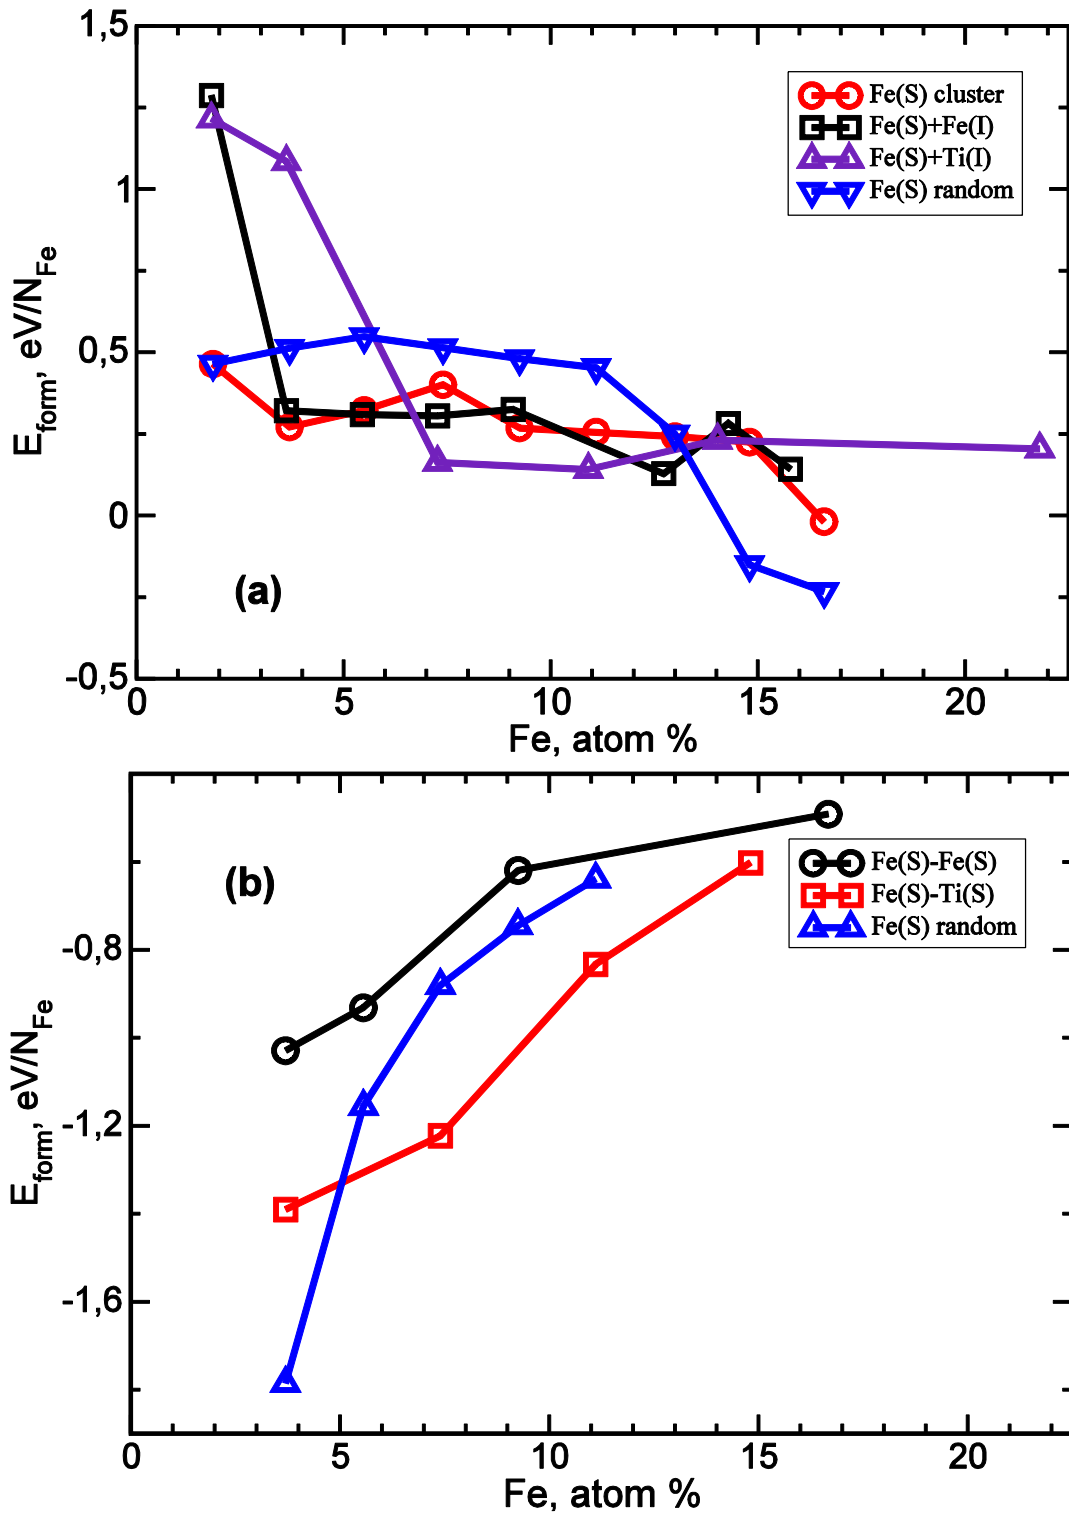 1,5
1
0,5
0
-0,5
E_form, eV/N_Fe
Fe(S) cluster
Fe(S)+Fe(I)
Fe(S)+Ti(I)
Fe(S) random
(a)
0 5 10 15 20
Fe, atom %
-0,8
-1,2
-1,6
E_form, eV/N_Fe
(b)
Fe(S)-Fe(S)
Fe(S)-Ti(S)
Fe(S) random
0 5 10 15 20
Fe, atom %